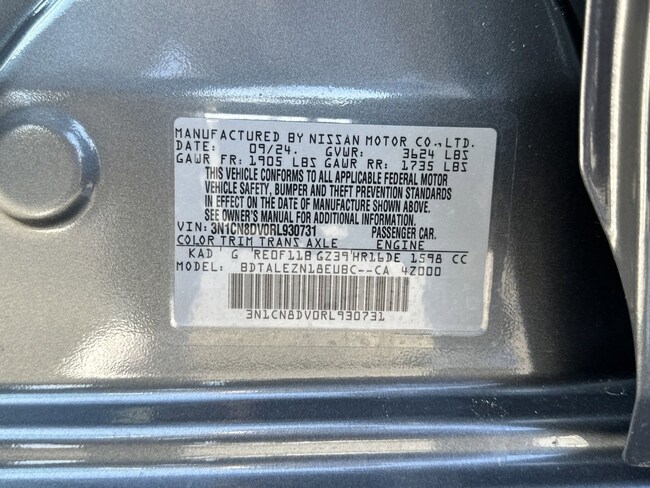 MANUFACTURED BY NISSAN MOTOR CO.,LTD.
DATE: 09/24. GVWR: 3624 LBS
GAWR FR: 1905 LBS GAWR RR: 1735 LBS
THIS VEHICLE CONFORMS TO ALL APPLICABLE FEDERAL MOTOR
VEHICLE SAFETY, BUMPER AND THEFT PREVENTION STANDARDS
IN EFFECT ON THE DATE OF MANUFACTURE SHOWN ABOVE.
SEE OWNER'S MANUAL FOR ADDITIONAL INFORMATION.
VIN: 3N1CN8DV0RL930731 PASSENGER CAR.
COLOR TRIM TRANS AXLE ENGINE
KAD G RE0F11B GZ39 HR16DE 1598 CC
MODEL: BDTALEZN18EUBC--CA 42000
3N1CN8DV0RL930731